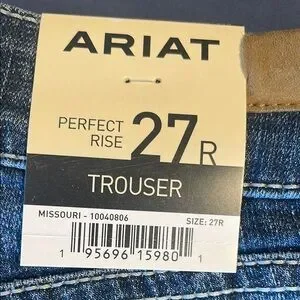 ARIAT
PERFECT RISE 27R
TROUSER
MISSOURI - 10040806 SIZE: 27R
1 95696 15980 1